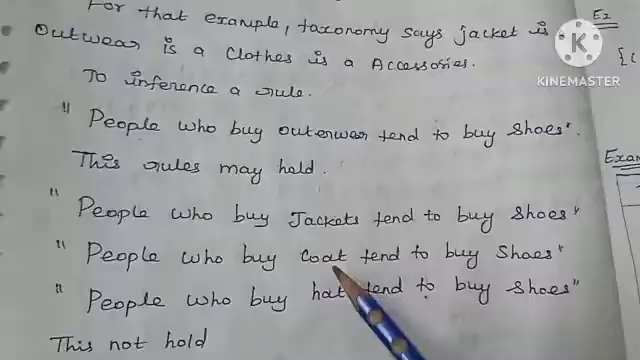 For that example, taxonomy says jacket is
Outwear is a Clothes is a Accessories.
To inference a rule.
" People who buy outerwear tend to buy shoes".
This rules may hold.
" People who buy Jackets tend to buy shoes"
" People who buy Coat tend to buy Shoes"
" People who buy hat tend to buy shoes"
This not hold
Ex
KINEMASTER
Exam